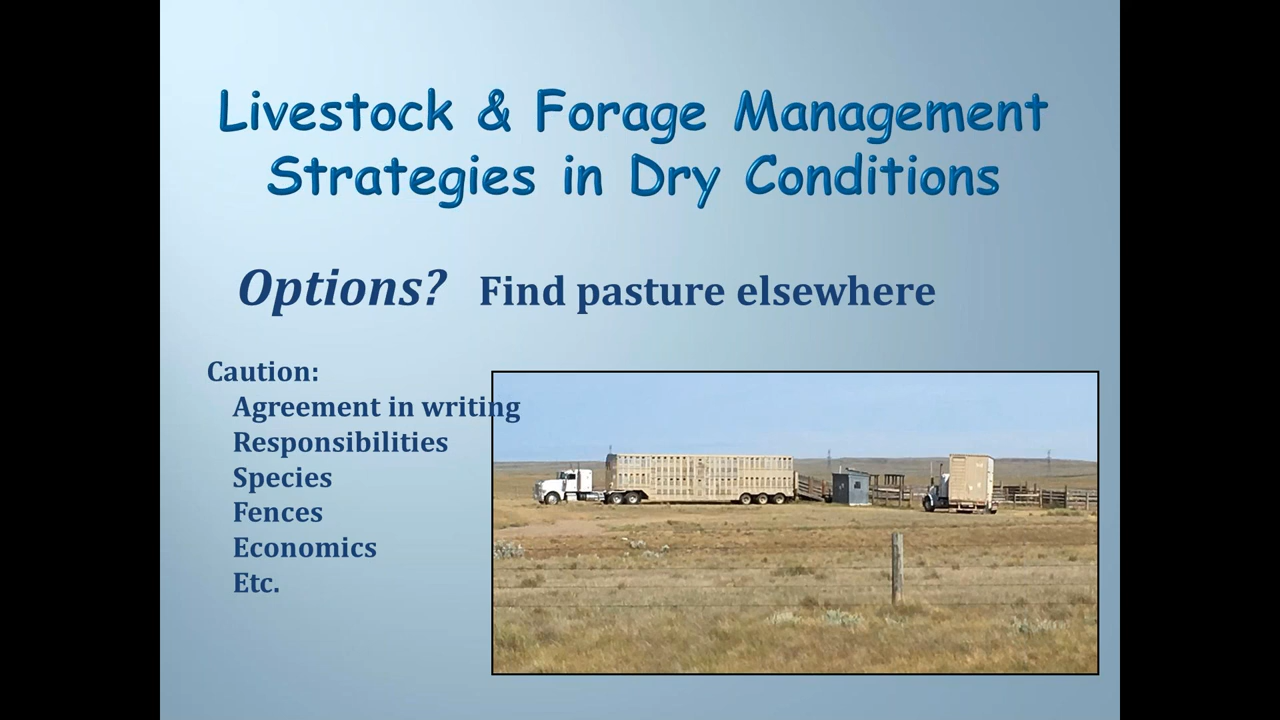 Livestock & Forage Management
Strategies in Dry Conditions
Options? Find pasture elsewhere
Caution:
Agreement in writing
Responsibilities
Species
Fences
Economics
Etc.